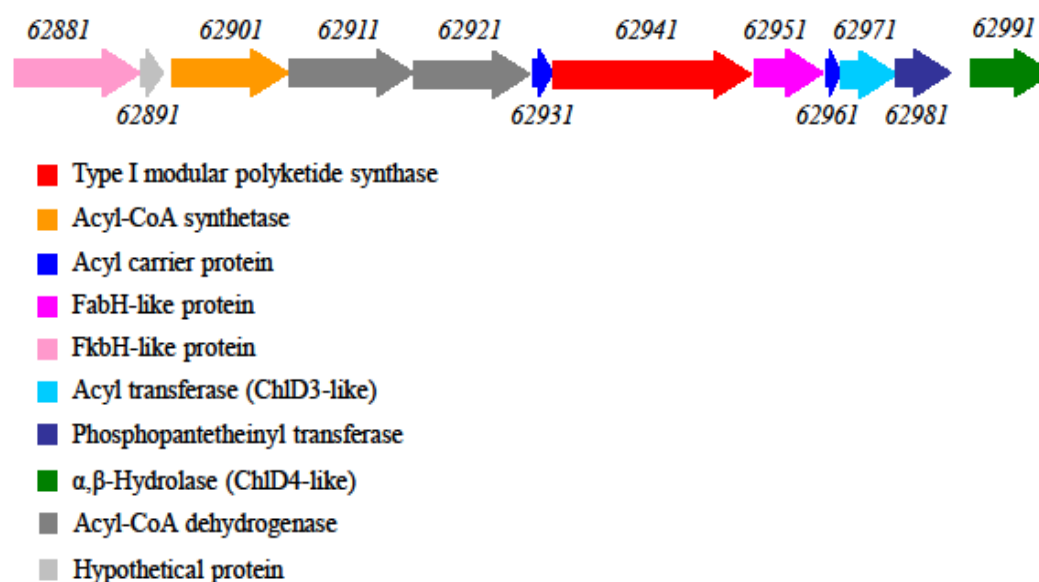 62881 62901 62911 62921 62941 62951 62971 62991
62891 62931 62961 62981
Type I modular polyketide synthase
Acyl-CoA synthetase
Acyl carrier protein
FabH-like protein
FkbH-like protein
Acyl transferase (ChlD3-like)
Phosphopantetheinyl transferase
α,β-Hydrolase (ChlD4-like)
Acyl-CoA dehydrogenase
Hypothetical protein